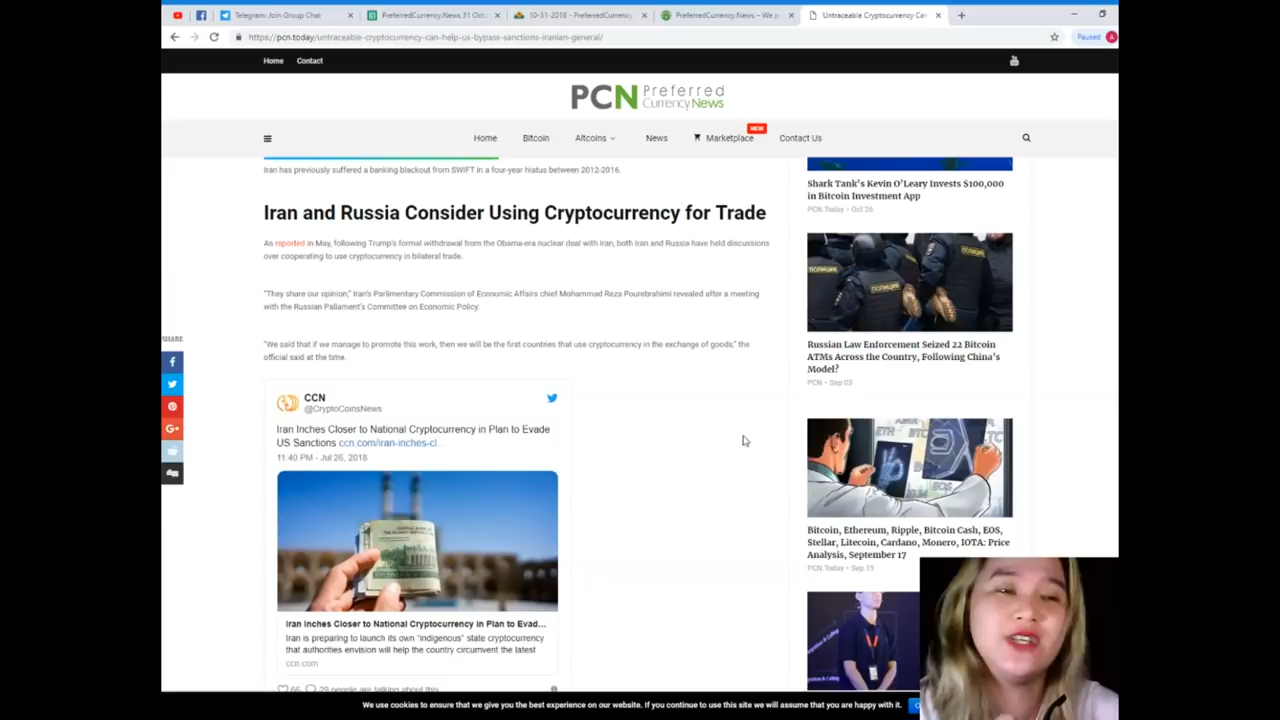 Telegram: Join Group Chat
PreferredCurrency.News 31 Octo
10-31-2018 - PreferredCurrency.
PreferredCurrency.News – We p
Untraceable Cryptocurrency Can
https://pcn.today/untraceable-cryptocurrency-can-help-us-bypass-sanctions-iranian-general/
Paused
Home Contact
PCN Preferred
Currency News
Home Bitcoin Altcoins News Marketplace Contact Us
NEW
Iran has previously suffered a banking blackout from SWIFT in a four-year hiatus between 2012-2016.
Iran and Russia Consider Using Cryptocurrency for Trade
As reported in May, following Trump's formal withdrawal from the Obama-era nuclear deal with Iran, both Iran and Russia have held discussions
over cooperating to use cryptocurrency in bilateral trade.
"They share our opinion," Iran's Parlimentary Commission of Economic Affairs chief Mohammad Reza Pourebrahimi revealed after a meeting
with the Russian Paliament's Committee on Economic Policy.
"We said that if we manage to promote this work, then we will be the first countries that use cryptocurrency in the exchange of goods," the
official said at the time.
SHARE
CCN
@CryptoCoinsNews
Iran Inches Closer to National Cryptocurrency in Plan to Evade
US Sanctions ccn.com/iran-inches-cl...
11:40 PM - Jul 26, 2018
Iran Inches Closer to National Cryptocurrency in Plan to Evad...
Iran is preparing to launch its own "indigenous" state cryptocurrency
that authorities envision will help the country circumvent the latest
ccn.com
66 29 people are talking about this
Shark Tank's Kevin O'Leary Invests $100,000
in Bitcoin Investment App
PCN.Today - Oct 26
ПОЛИЦИЯ
Russian Law Enforcement Seized 22 Bitcoin
ATMs Across the Country, Following China's
Model?
PCN - Sep 03
ETH
BTC
EOS
Bitcoin, Ethereum, Ripple, Bitcoin Cash, EOS,
Stellar, Litecoin, Cardano, Monero, IOTA: Price
Analysis, September 17
PCN.Today - Sep 19
We use cookies to ensure that we give you the best experience on our website. If you continue to use this site we will assume that you are happy with it.